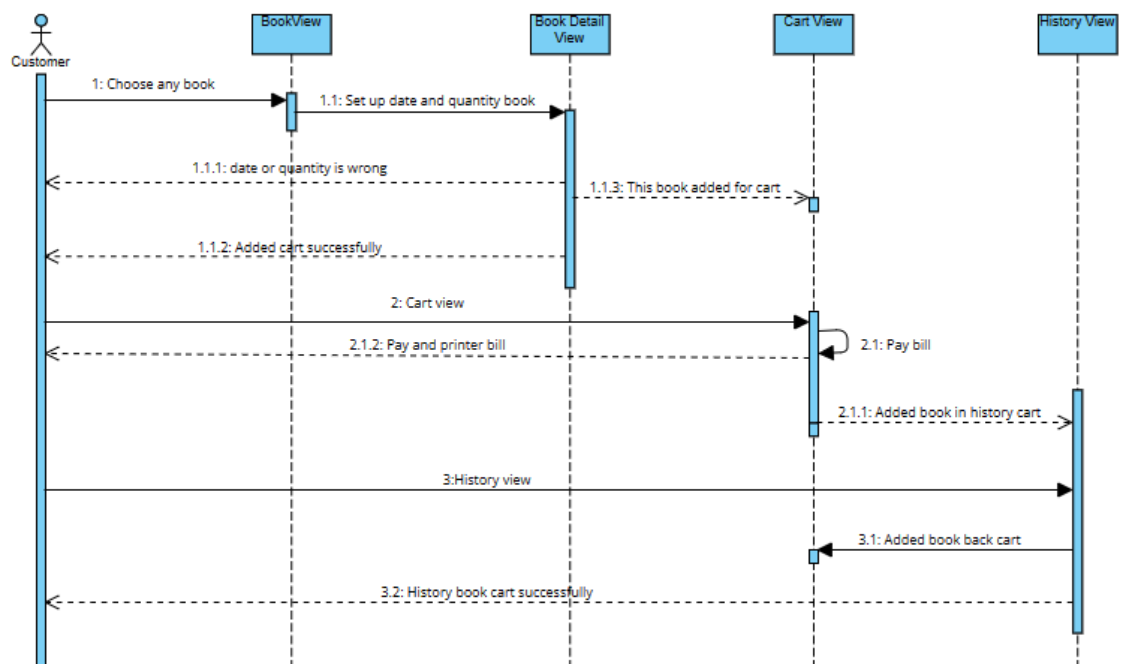 Customer
BookView
Book Detail
View
Cart View
History View
1: Choose any book
1.1: Set up date and quantity book
1.1.1: date or quantity is wrong
1.1.3: This book added for cart
1.1.2: Added cart successfully
2: Cart view
2.1.2: Pay and printer bill
2.1: Pay bill
2.1.1: Added book in history cart
3:History view
3.1: Added book back cart
3.2: History book cart successfully